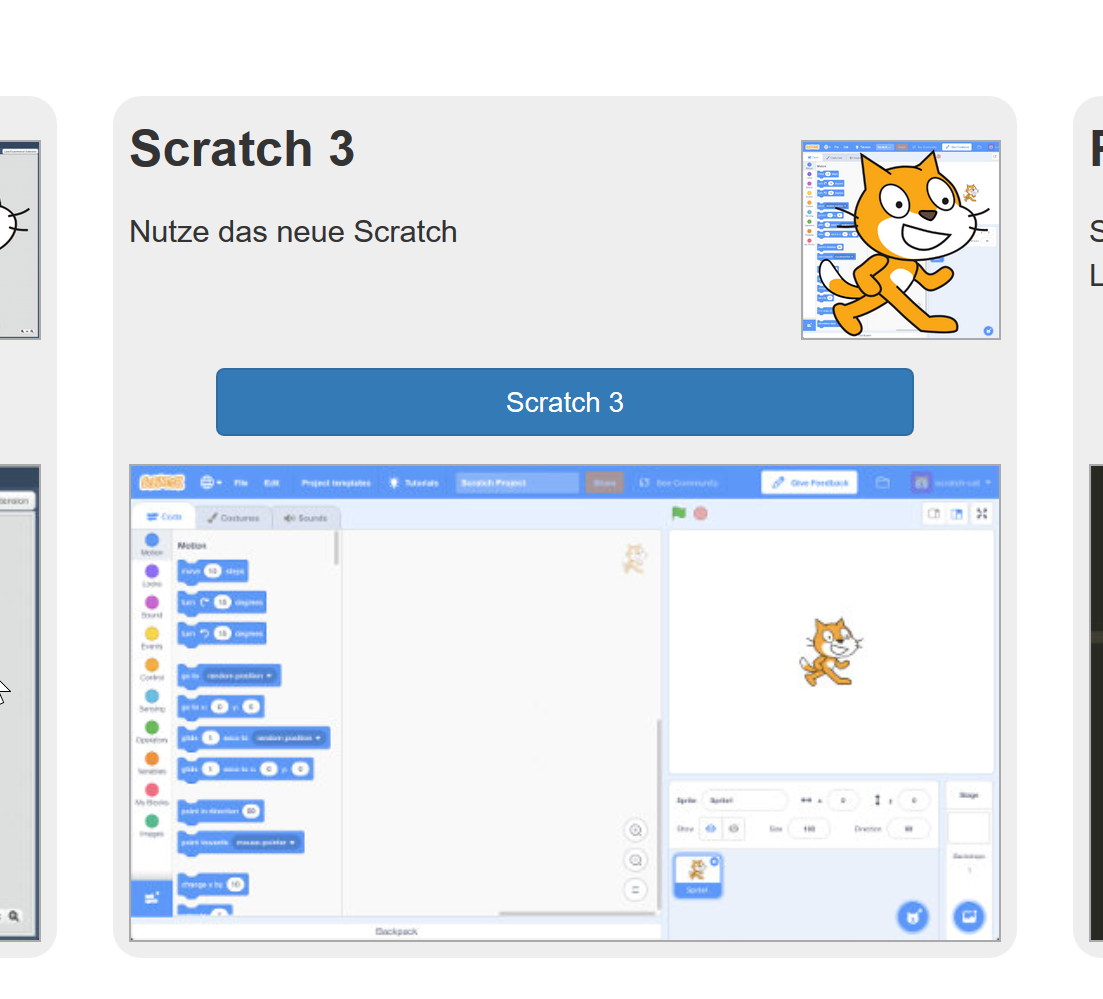 Scratch 3
Nutze das neue Scratch
Scratch 3
File Edit Project templates Tutorials Scratch Project Share See Community Give Feedback scratch-cat
Code Costumes Sounds
Motion
Motion
move 10 steps
Looks
turn 15 degrees
Sound
turn 15 degrees
Events
Control
go to random position
Sensing
go to x: 0 y: 0
Operators
glide 1 secs to random position
Variables
glide 1 secs to x: 0 y: 0
My Blocks
Images
point in direction 90
point towards mouse-pointer
change x by 10
Sprite Sprite1 x 0 y 0
Show Size 100 Direction 90
Stage
Backdrops
1
Sprite1
Backpack
ension
S
L